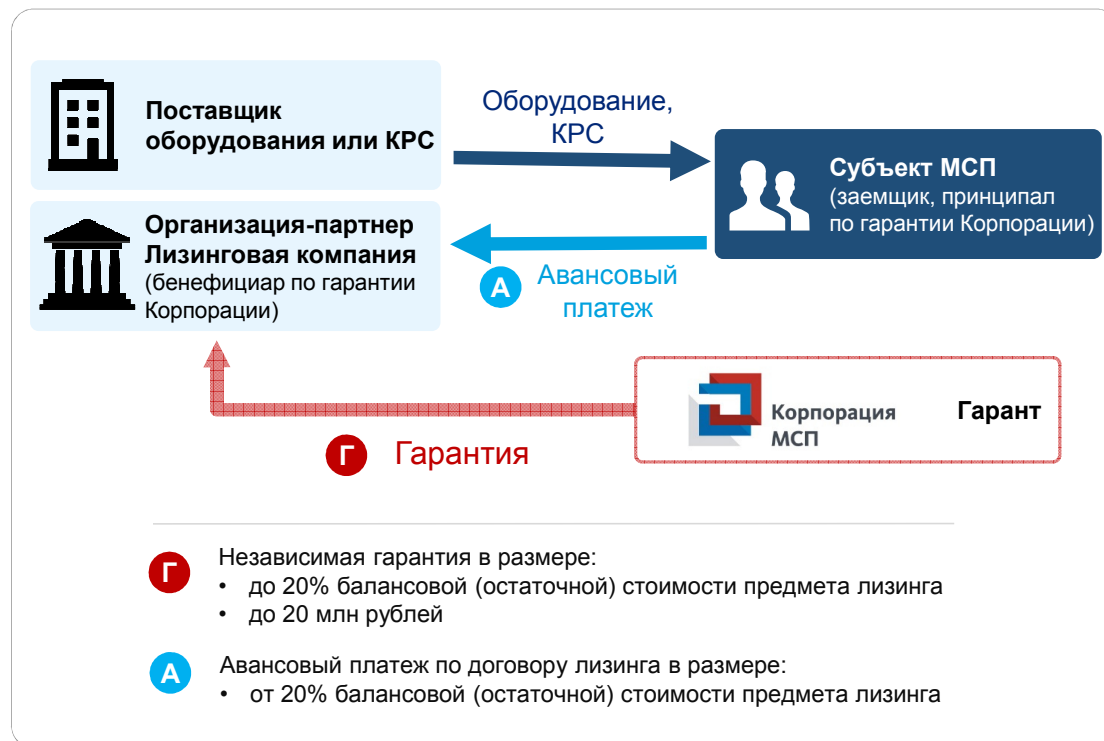 Поставщик
оборудования или КРС
Оборудование,
КРС
Субъект МСП
(заемщик, принципал
по гарантии Корпорации)
Организация-партнер
Лизинговая компания
(бенефициар по гарантии
Корпорации)
А Авансовый
платеж
Корпорация
МСП
Гарант
Г Гарантия
Г Независимая гарантия в размере:
• до 20% балансовой (остаточной) стоимости предмета лизинга
• до 20 млн рублей
А Авансовый платеж по договору лизинга в размере:
• от 20% балансовой (остаточной) стоимости предмета лизинга